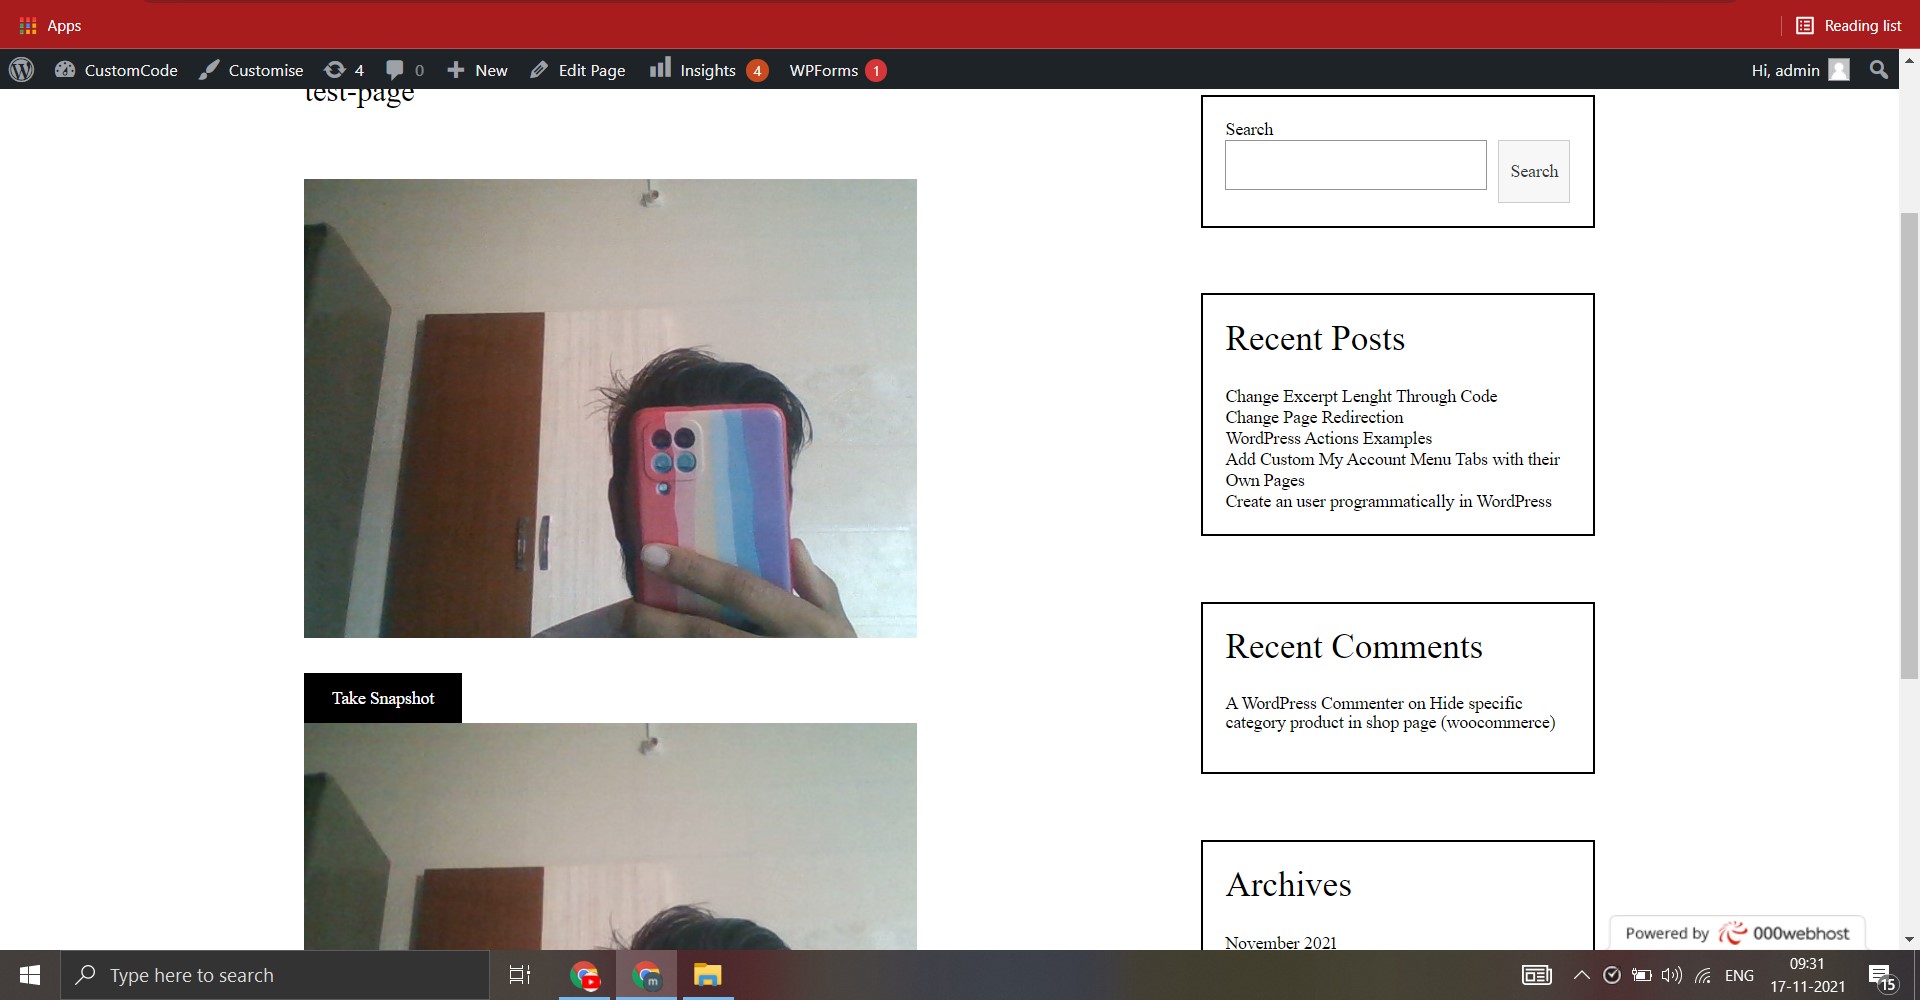 Apps
Reading list
CustomCode
Customise
4
0
New
Edit Page
Insights 4
WPForms 1
Hi, admin
test-page
Search
Search
Recent Posts
Change Excerpt Lenght Through Code
Change Page Redirection
WordPress Actions Examples
Add Custom My Account Menu Tabs with their
Own Pages
Create an user programmatically in WordPress
Take Snapshot
Recent Comments
A WordPress Commenter on Hide specific
category product in shop page (woocommerce)
Archives
November 2021
Powered by 000webhost
Type here to search
m
ENG
09:31
17-11-2021
15